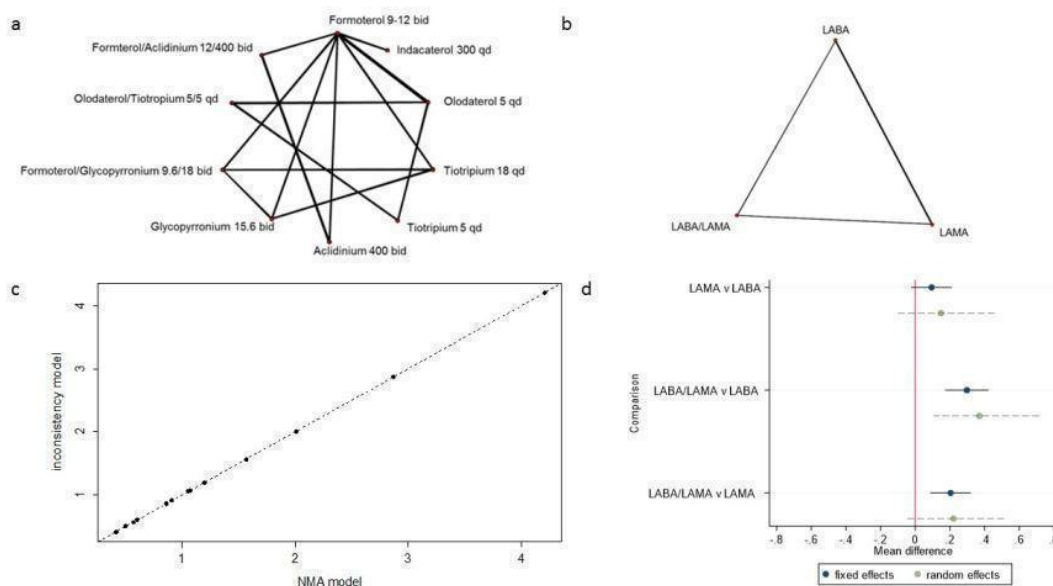 a
Formoterol 9-12 bid
Formterol/Aclidinium 12/400 bid
Indacaterol 300 qd
Olodaterol/Tiotropium 5/5 qd
Olodaterol 5 qd
Formoterol/Glycopyrronium 9.6/18 bid
Tiotripium 18 qd
Glycopyrronium 15.6 bid
Tiotripium 5 qd
Aclidinium 400 bid
b
LABA
LABA/LAMA
LAMA
c
inconsistency model
4
3
2
1
1
2
3
4
NMA model
d
LAMA v LABA
LABA/LAMA v LABA
LABA/LAMA v LAMA
Comparison
-.8 -.6 -.4 -.2 0 .2 .4 .6 .8
Mean difference
fixed effects random effects